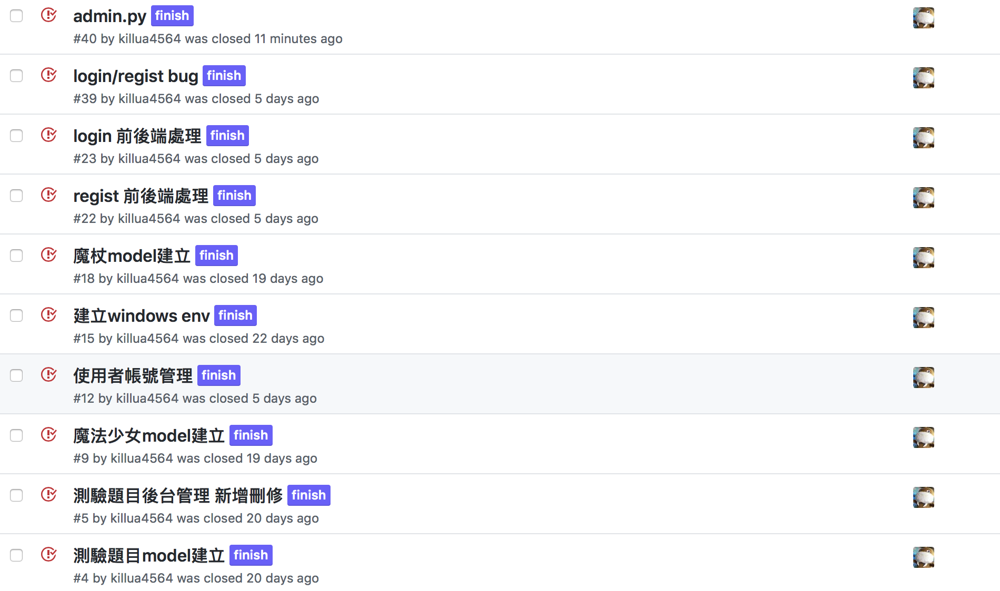 admin.py finish
#40 by killua4564 was closed 11 minutes ago
login/regist bug finish
#39 by killua4564 was closed 5 days ago
login 前後端處理 finish
#23 by killua4564 was closed 5 days ago
regist 前後端處理 finish
#22 by killua4564 was closed 5 days ago
魔杖model建立 finish
#18 by killua4564 was closed 19 days ago
建立windows env finish
#15 by killua4564 was closed 22 days ago
使用者帳號管理 finish
#12 by killua4564 was closed 5 days ago
魔法少女model建立 finish
#9 by killua4564 was closed 19 days ago
測驗題目後台管理 新增刪修 finish
#5 by killua4564 was closed 20 days ago
測驗題目model建立 finish
#4 by killua4564 was closed 20 days ago